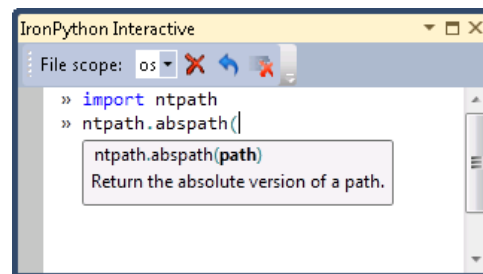 IronPython Interactive
File scope: os
» import ntpath
» ntpath.abspath(
ntpath.abspath(path)
Return the absolute version of a path.